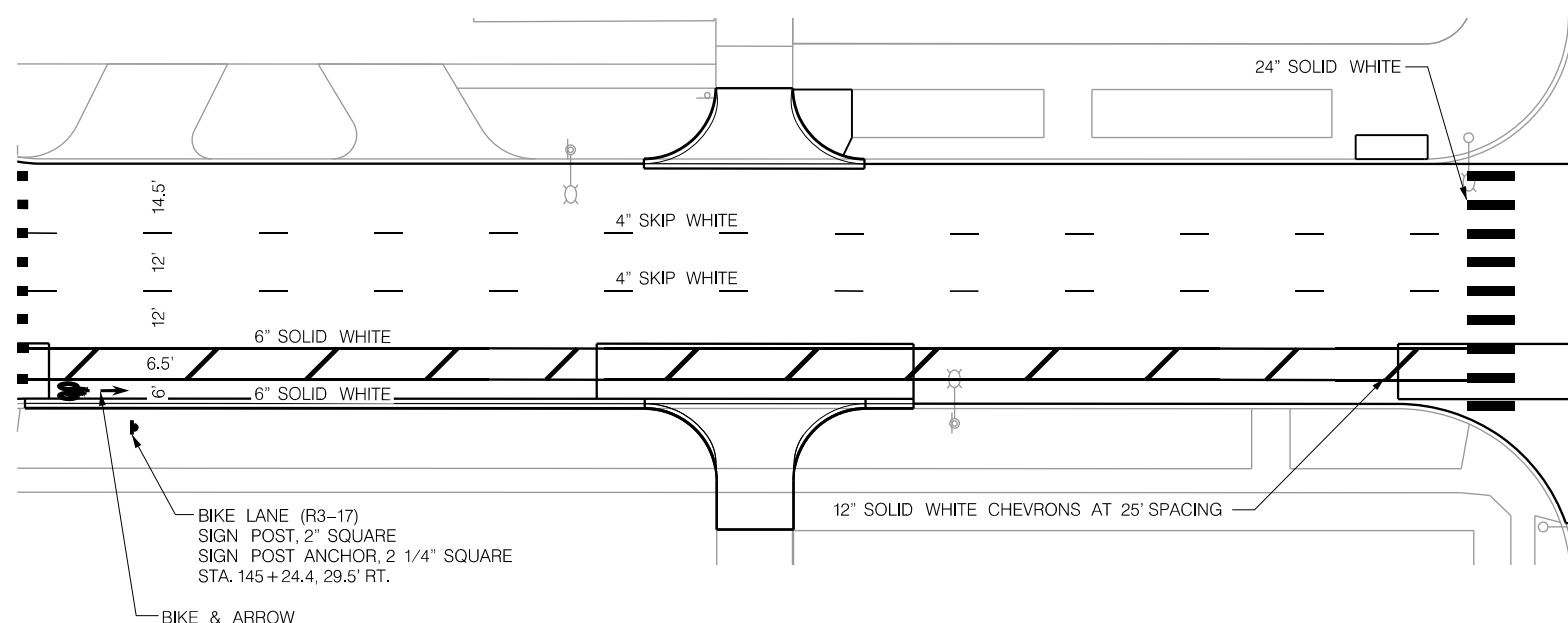 24" SOLID WHITE
14.5'
4" SKIP WHITE
12'
4" SKIP WHITE
12'
6" SOLID WHITE
6.5'
6'
6" SOLID WHITE
12" SOLID WHITE CHEVRONS AT 25' SPACING
BIKE LANE (R3-17)
SIGN POST, 2" SQUARE
SIGN POST ANCHOR, 2 1/4" SQUARE
STA. 145+24.4, 29.5' RT.
BIKE & ARROW